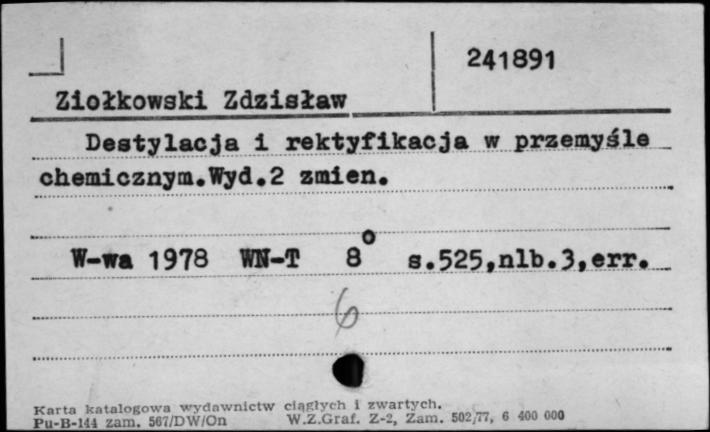 241891
Ziołkowski Zdzisław
Destylacja i rektyfikacja w przemyśle
chemicznym.Wyd.2 zmien.
W-wa 1978 WN-T 8° s.525,nlb.3,err.
6
Karta katalogowa wydawnictw ciągłych i zwartych.
Pu-B-144 zam. 567/DW/On W.Z.Graf. Z-2, Zam. 502/77, 6 400 000